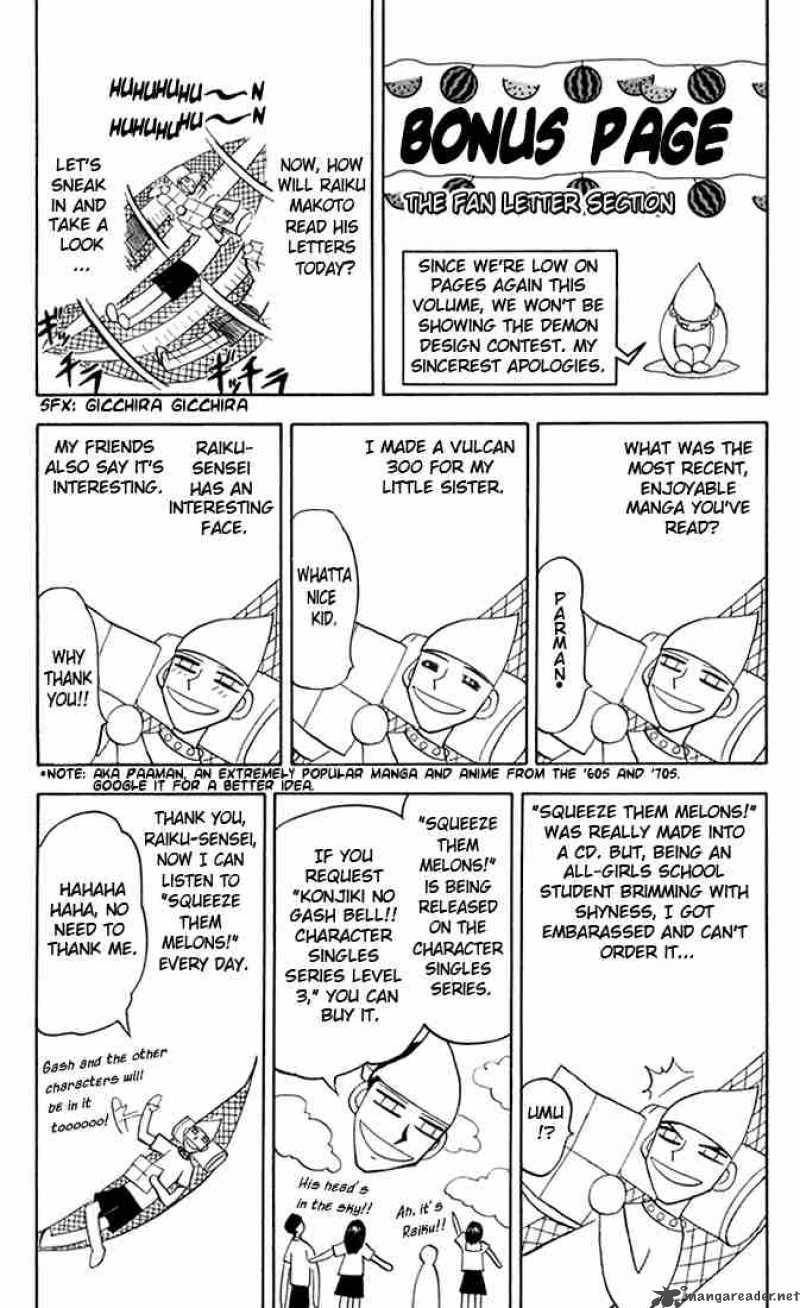 BONUS PAGE
THE FAN LETTER SECTION
SINCE WE'RE LOW ON
PAGES AGAIN THIS
VOLUME, WE WON'T BE
SHOWING THE DEMON
DESIGN CONTEST. MY
SINCEREST APOLOGIES.
HUHUHUHU~N
HUHUHUHU~N
NOW, HOW
WILL RAIKU
MAKOTO
READ HIS
LETTERS
TODAY?
LET'S
SNEAK
IN AND
TAKE A
LOOK
...
ギッ
チラ
ギッ
チラ
SFX: GICCHIRA GICCHIRA
WHAT WAS THE
MOST RECENT,
ENJOYABLE
MANGA YOU'VE
READ?
PARMAN*
I MADE A VULCAN
300 FOR MY
LITTLE SISTER.
WHATTA
NICE
KID.
RAIKU-
SENSEI
HAS AN
INTERESTING
FACE.
MY FRIENDS
ALSO SAY IT'S
INTERESTING.
WHY
THANK
YOU!!
*NOTE: AKA PAAMAN, AN EXTREMELY POPULAR MANGA AND ANIME FROM THE '60S AND '70S.
GOOGLE IT FOR A BETTER IDEA.
"SQUEEZE THEM MELONS!"
WAS REALLY MADE INTO
A CD. BUT, BEING AN
ALL-GIRLS SCHOOL
STUDENT BRIMMING WITH
SHYNESS, I GOT
EMBARASSED AND CAN'T
ORDER IT...
UMU
!?
"SQUEEZE
THEM
MELONS!"
IS BEING
RELEASED
ON THE
CHARACTER
SINGLES
SERIES.
IF YOU
REQUEST
"KONJIKI NO
GASH BELL!!
CHARACTER
SINGLES
SERIES LEVEL
3," YOU CAN
BUY IT.
His head's
in the sky!!
Ah, it's
Raiku!!
THANK YOU,
RAIKU-SENSEI,
NOW I CAN
LISTEN TO
"SQUEEZE
THEM
MELONS!"
EVERY DAY.
HAHAHA
HAHA, NO
NEED TO
THANK ME.
Gash and the other
characters will
be in it
toooooo!
mangareader.net